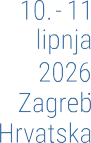 10. - 11
lipnja
2026
Zagreb
Hrvatska